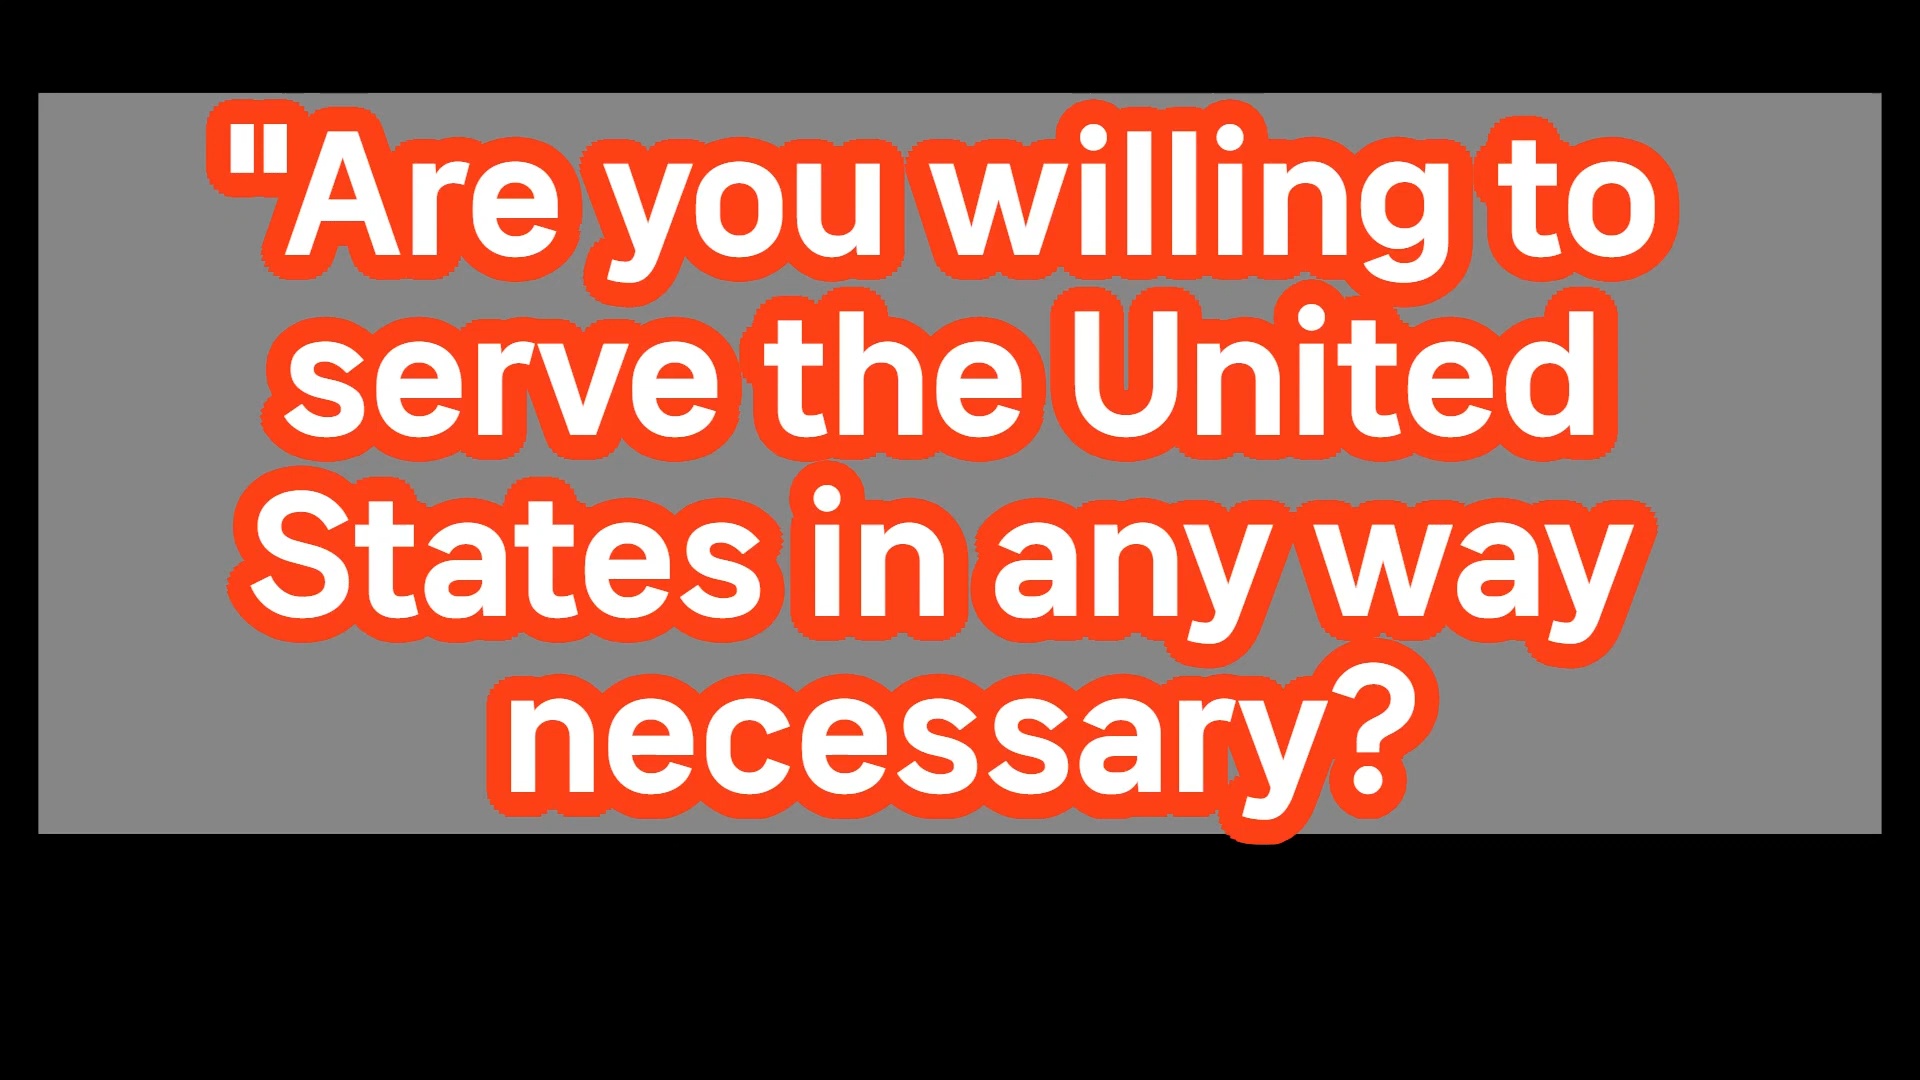 "Are you willing to
serve the United
States in any way
necessary?